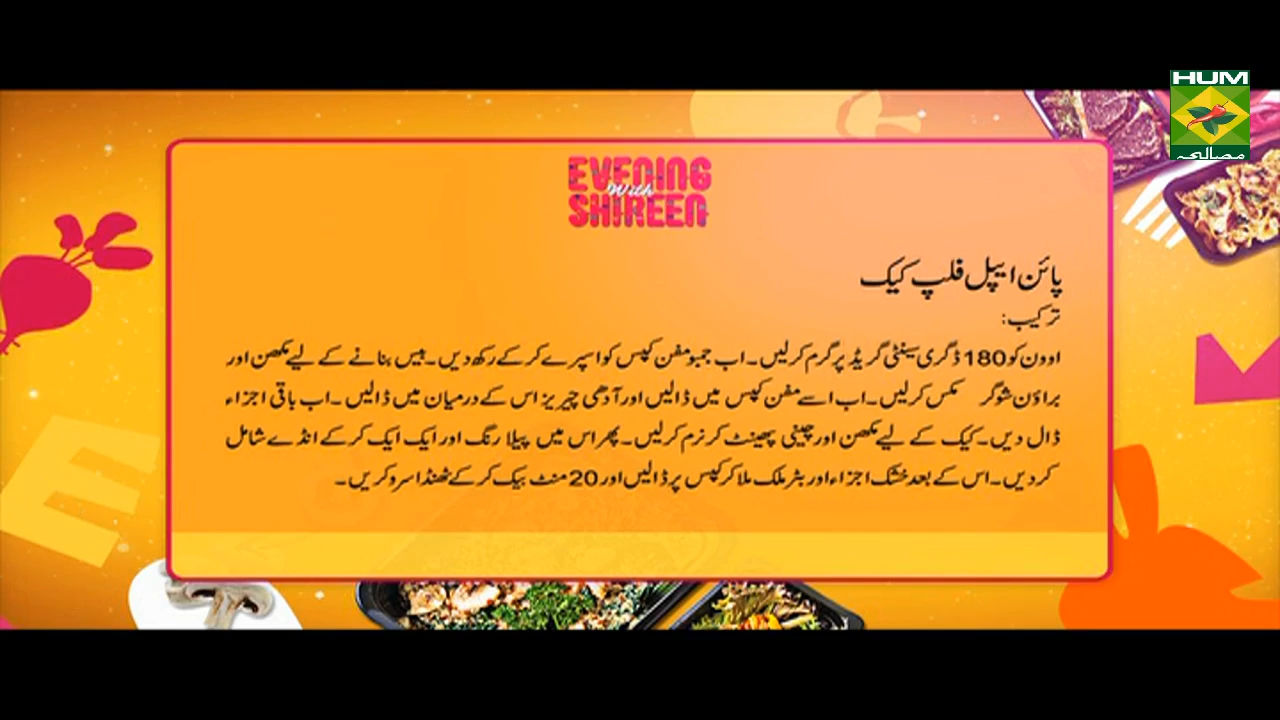 HUM
مصالحہ
EVENING
With
SHIREEN
پائن ایپل فلپ کیک
ترکیب:
اوون کو 180 ڈگری سینٹی گریڈ پر گرم کرلیں۔ اب جمبو مفن کپس کو اسپرے کر کے رکھ دیں۔ بیس بنانے کے لیے مکھن اور
براؤن شوگر مکس کرلیں۔ اب اسے مفن کپس میں ڈالیں اور آدھی چیریز اس کے درمیان میں ڈالیں۔ اب باقی اجزاء
ڈال دیں۔ کیک کے لیے مکھن اور چینی پھینٹ کر نرم کرلیں۔ پھر اس میں پیلا رنگ اور ایک ایک کر کے انڈے شامل
کردیں۔ اس کے بعد خشک اجزاء اور بٹر ملک ملا کر کپس پر ڈالیں اور 20 منٹ بیک کر کے ٹھنڈا سرو کریں۔